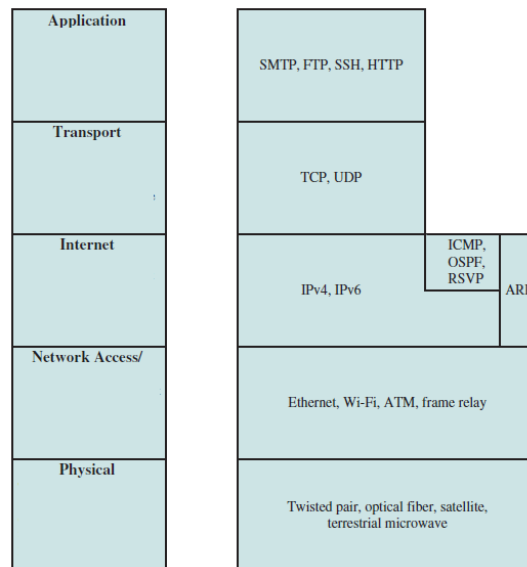 Application
SMTP, FTP, SSH, HTTP
Transport
TCP, UDP
Internet
IPv4, IPv6
ICMP,
OSPF,
RSVP
Network Access/
Ethernet, Wi-Fi, ATM, frame relay
Physical
Twisted pair, optical fiber, satellite,
terrestrial microwave